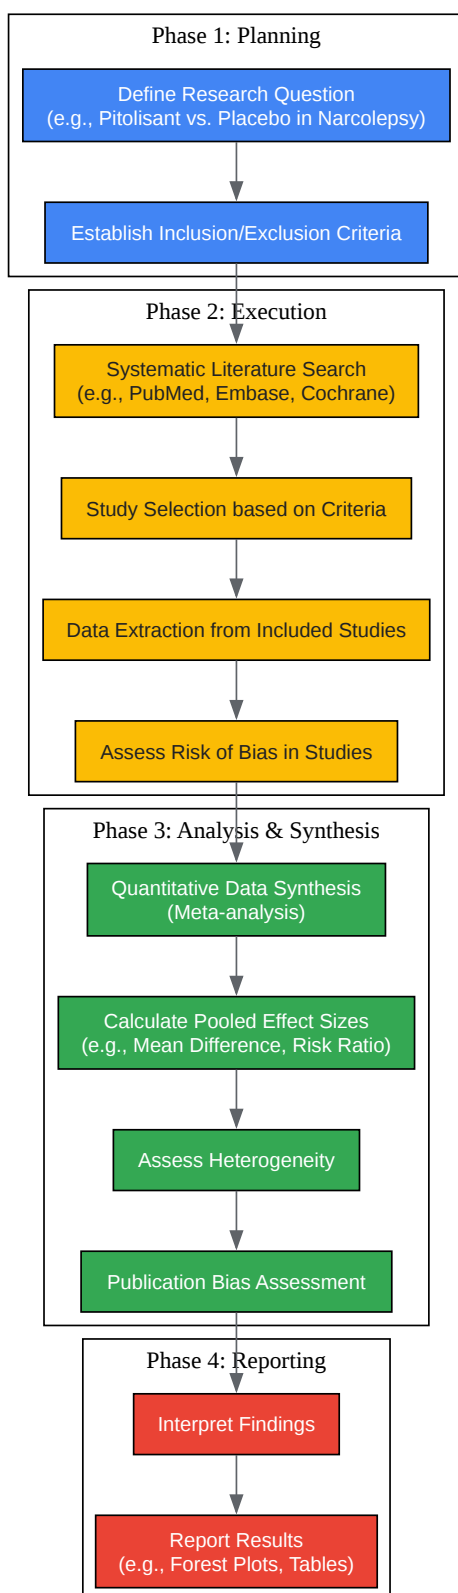 Phase 1: Planning
Define Research Question
(e.g., Pitolisant vs. Placebo in Narcolepsy)
Establish Inclusion/Exclusion Criteria
Phase 2: Execution
Systematic Literature Search
(e.g., PubMed, Embase, Cochrane)
Study Selection based on Criteria
Data Extraction from Included Studies
Assess Risk of Bias in Studies
Phase 3: Analysis & Synthesis
Quantitative Data Synthesis
(Meta-analysis)
Calculate Pooled Effect Sizes
(e.g., Mean Difference, Risk Ratio)
Assess Heterogeneity
Publication Bias Assessment
Phase 4: Reporting
Interpret Findings
Report Results
(e.g., Forest Plots, Tables)